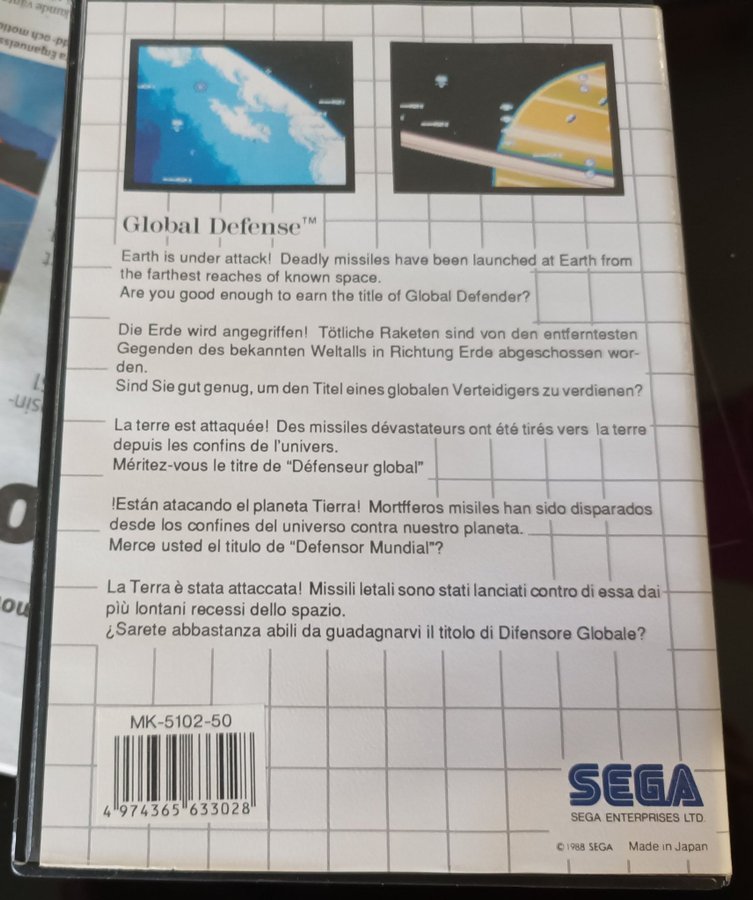 Global Defense™
Earth is under attack! Deadly missiles have been launched at Earth from
the farthest reaches of known space.
Are you good enough to earn the title of Global Defender?
Die Erde wird angegriffen! Tötliche Raketen sind von den entferntesten
Gegenden des bekannten Weltalls in Richtung Erde abgeschossen wor-
den.
Sind Sie gut genug, um den Titel eines globalen Verteidigers zu verdienen?
La terre est attaquée! Des missiles dévastateurs ont été tirés vers la terre
depuis les confins de l'univers.
Méritez-vous le titre de “Défenseur global”
!Están atacando el planeta Tierra! Mortfferos misiles han sido disparados
desde los confines del universo contra nuestro planeta.
Merce usted el titulo de “Defensor Mundial”?
La Terra è stata attaccata! Missili letali sono stati lanciati contro di essa dai
pìù lontani recessi dello spazio.
¿Sarete abbastanza abili da guadagnarvi il titolo di Difensore Globale?
MK-5102-50
4 974365 633028
SEGA
SEGA ENTERPRISES LTD.
© 1988 SEGA Made in Japan